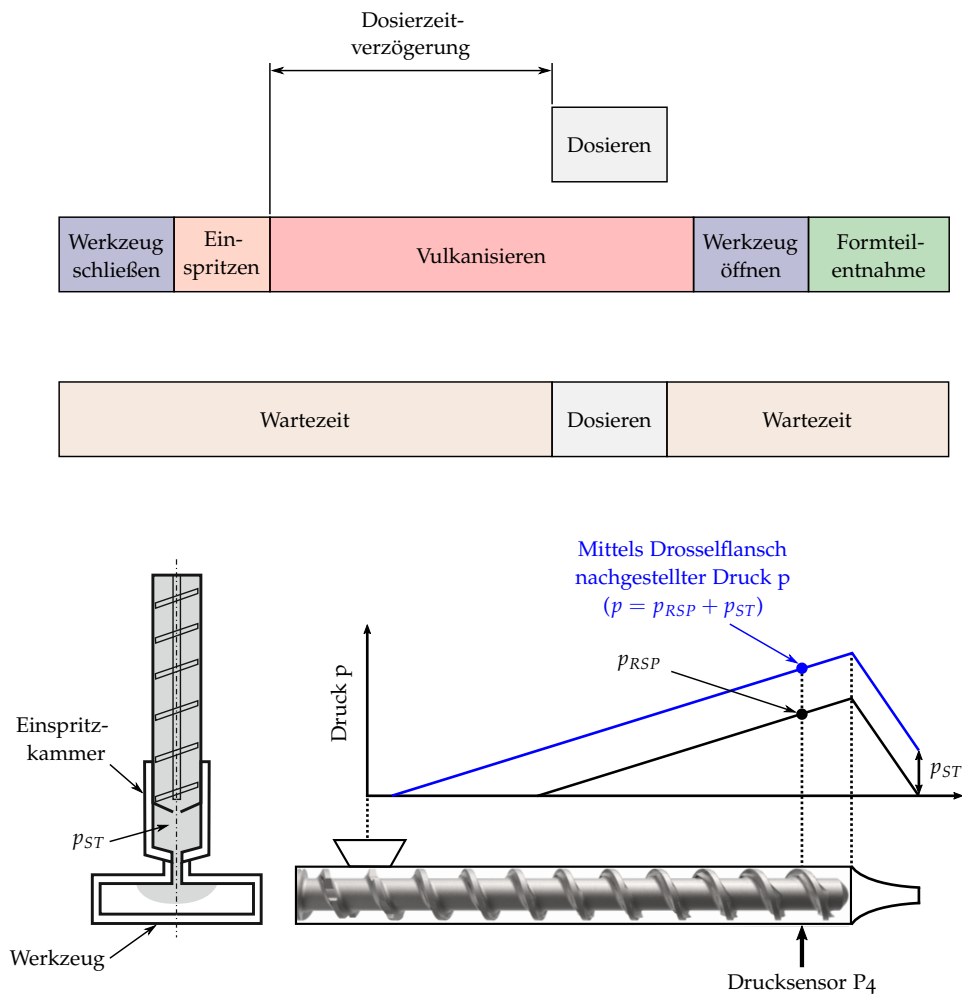 Dosierzeit-
verzögerung
Dosieren
Werkzeug
schließen
Ein-
spritzen
Vulkanisieren
Werkzeug
öffnen
Formteil-
entnahme
Wartezeit
Dosieren
Wartezeit
Mittels Drosselflansch
nachgestellter Druck p
(p = p_RSP + p_ST)
p_RSP
Druck p
Einspritz-
kammer
p_ST
p_ST
Werkzeug
Drucksensor P4